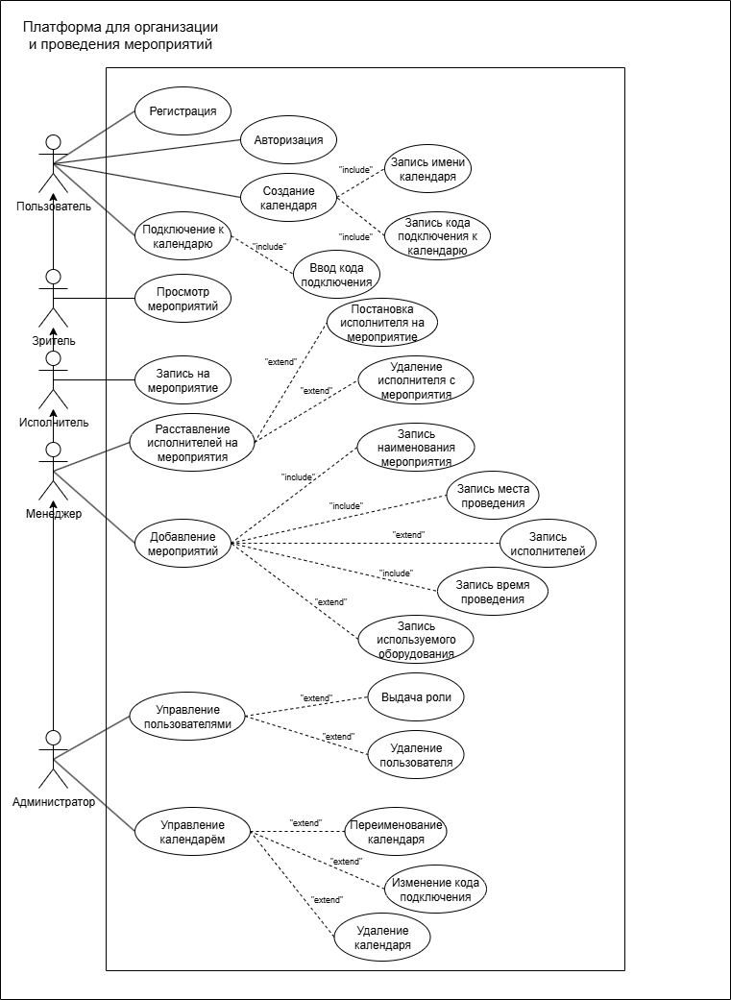 Платформа для организации
и проведения мероприятий
Регистрация
Авторизация
"include"
Запись имени
календаря
Создание
календаря
Пользователь
Подключение к
календарю
"include"
Запись кода
подключения к
календарю
"include"
Ввод кода
подключения
Просмотр
мероприятий
Постановка
исполнителя на
мероприятие
Зритель
"extend"
Запись на
мероприятие
Удаление
исполнителя с
мероприятия
"extend"
Исполнитель
Расставление
исполнителей на
мероприятия
Запись
наименования
мероприятия
"include"
Запись места
проведения
"include"
Менеджер
Добавление
мероприятий
"extend"
Запись
исполнителей
"include"
Запись время
проведения
"extend"
Запись
используемого
оборудования
Управление
пользователями
"extend"
Выдача роли
"extend"
Удаление
пользователя
Администратор
Управление
календарём
"extend"
Переименование
календаря
"extend"
Изменение кода
подключения
"extend"
Удаление
календаря